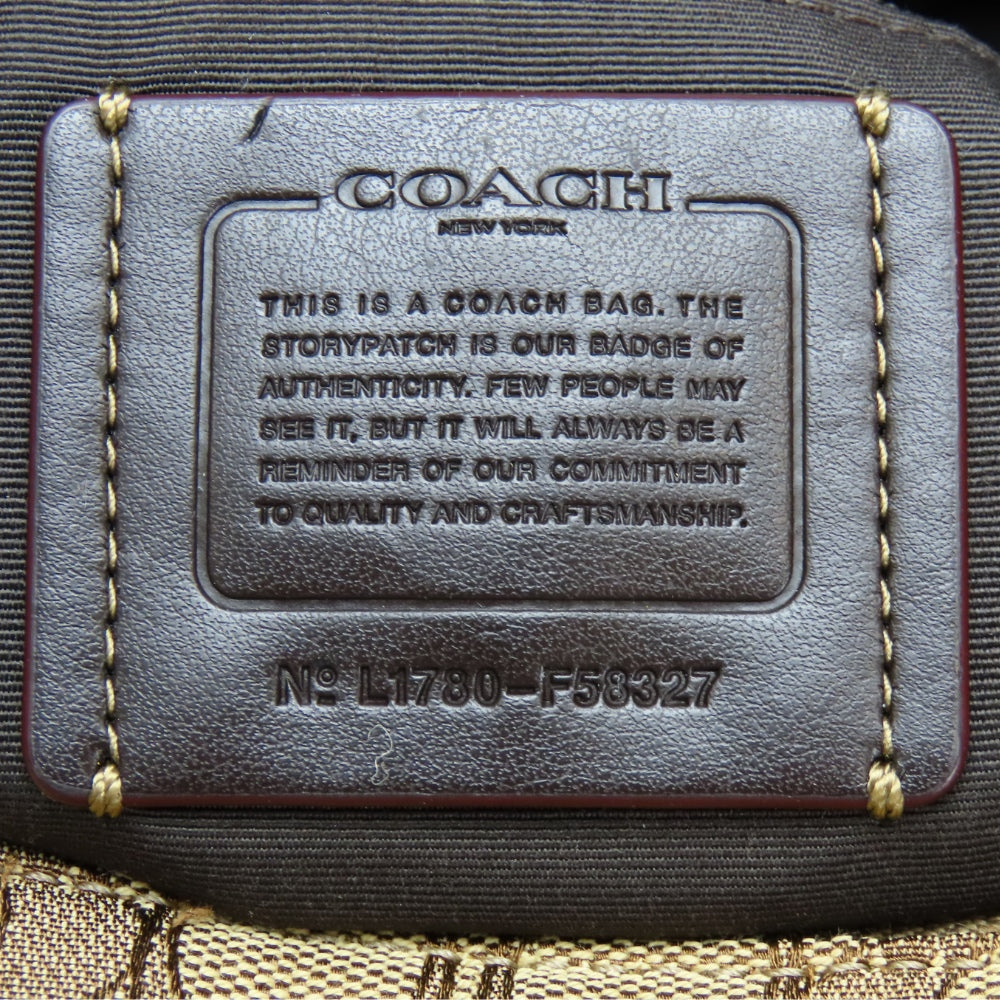 COACH
NEW YORK
THIS IS A COACH BAG. THE
STORYPATCH IS OUR BADGE OF
AUTHENTICITY. FEW PEOPLE MAY
SEE IT, BUT IT WILL ALWAYS BE A
REMINDER OF OUR COMMITMENT
TO QUALITY AND CRAFTSMANSHIP.
Nº L1780-F58327